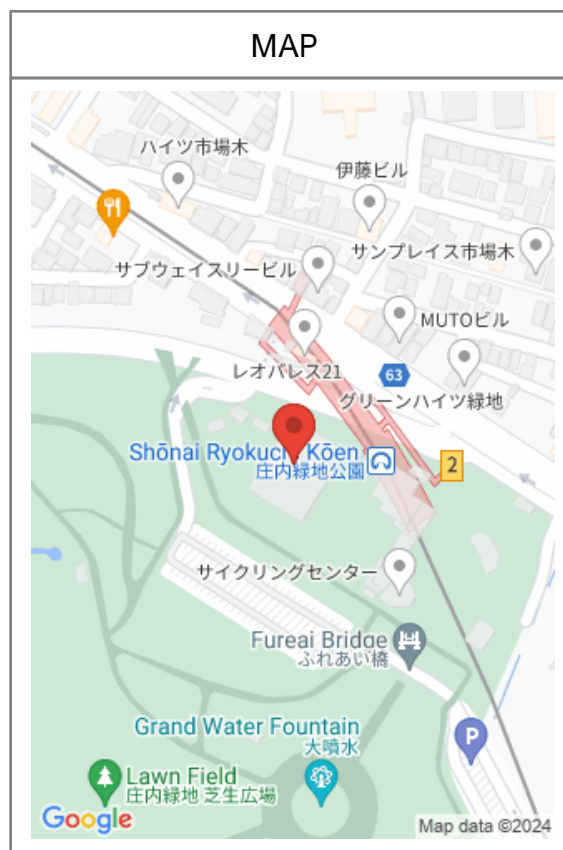 MAP
ハイツ市場木
伊藤ビル
サンプレイス市場木
サブウェイスリービル
MUTOビル
レオパレス21
63
グリーンハイツ緑地
Shōnai Ryokuchi Kōen
庄内緑地公園
2
サイクリングセンター
Fureai Bridge
ふれあい橋
Grand Water Fountain
大噴水
P
Lawn Field
庄内緑地 芝生広場
Google
Map data ©2024